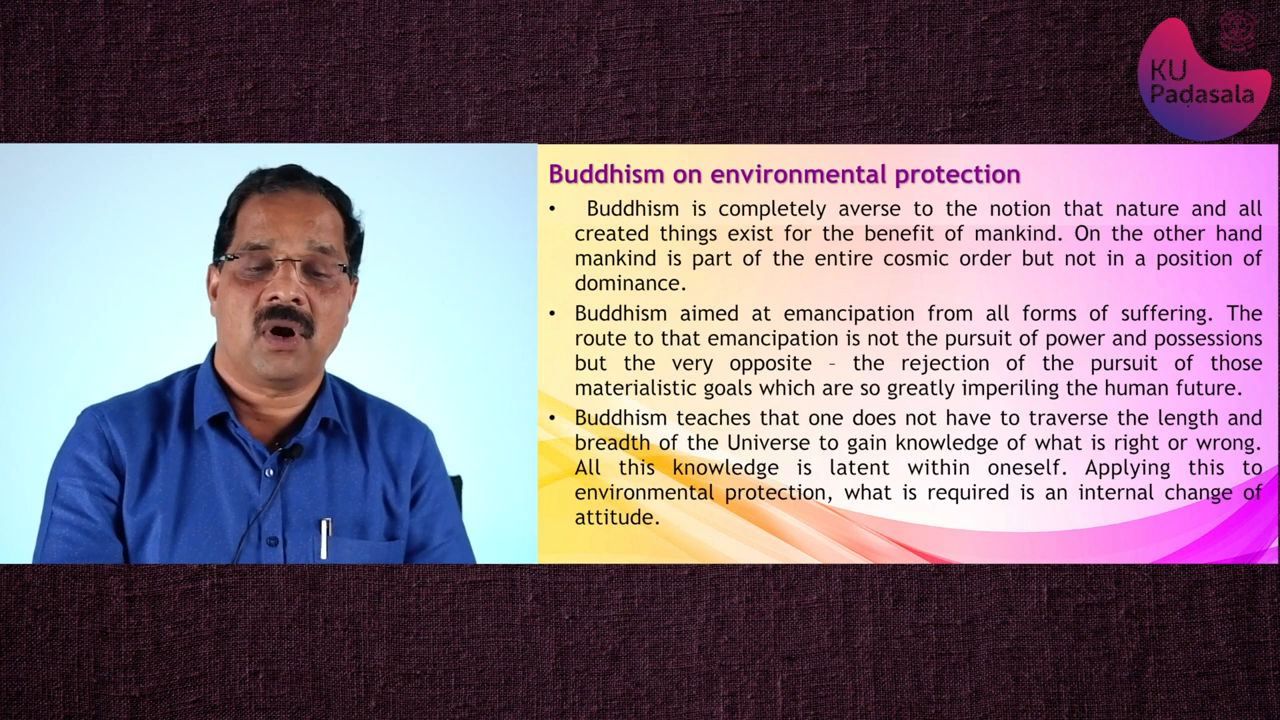 KU
Padasala
Buddhism on environmental protection
• Buddhism is completely averse to the notion that nature and all
created things exist for the benefit of mankind. On the other hand
mankind is part of the entire cosmic order but not in a position of
dominance.
• Buddhism aimed at emancipation from all forms of suffering. The
route to that emancipation is not the pursuit of power and possessions
but the very opposite – the rejection of the pursuit of those
materialistic goals which are so greatly imperiling the human future.
• Buddhism teaches that one does not have to traverse the length and
breadth of the Universe to gain knowledge of what is right or wrong.
All this knowledge is latent within oneself. Applying this to
environmental protection, what is required is an internal change of
attitude.